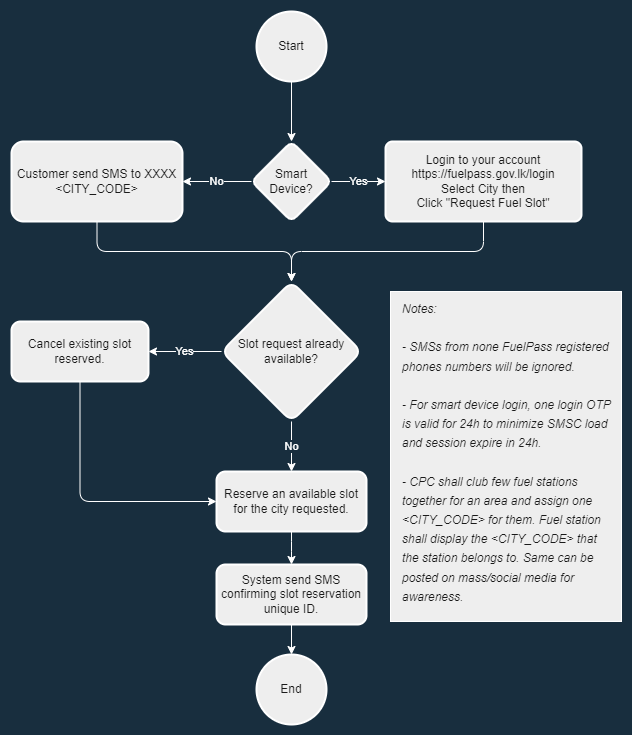 Start
Smart
Device?
No
Yes
Customer send SMS to XXXX
<CITY_CODE>
Login to your account
https://fuelpass.gov.lk/login
Select City then
Click "Request Fuel Slot"
Slot request already
available?
Yes
Cancel existing slot
reserved.
No
Reserve an available slot
for the city requested.
System send SMS
confirming slot reservation
unique ID.
End
Notes:
- SMSs from none FuelPass registered
phones numbers will be ignored.
- For smart device login, one login OTP
is valid for 24h to minimize SMSC load
and session expire in 24h.
- CPC shall club few fuel stations
together for an area and assign one
<CITY_CODE> for them. Fuel station
shall display the <CITY_CODE> that
the station belongs to. Same can be
posted on mass/social media for
awareness.